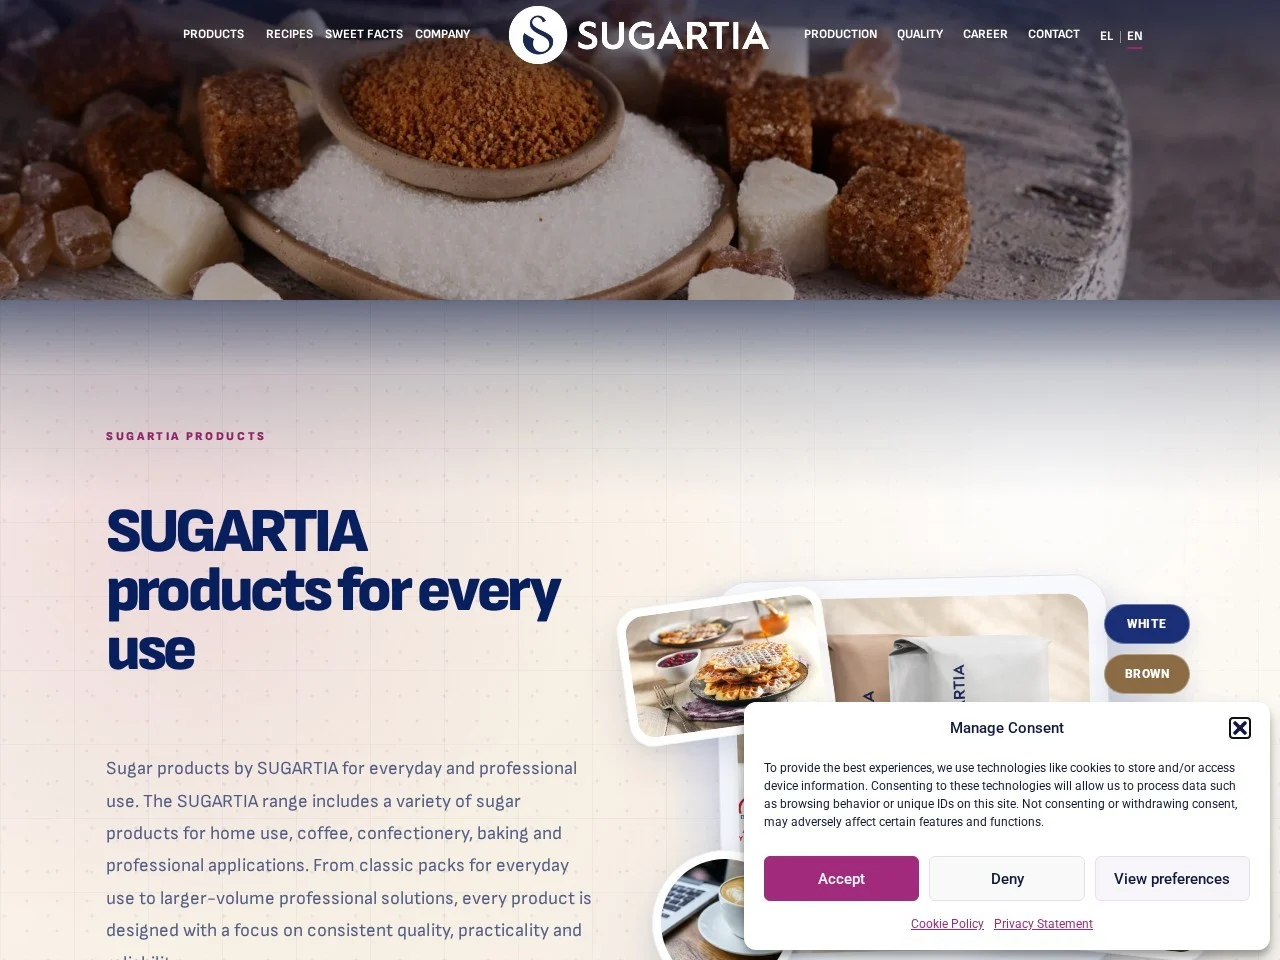 PRODUCTS RECIPES SWEET FACTS COMPANY SUGARTIA PRODUCTION QUALITY CAREER CONTACT EL | EN
SUGARTIA PRODUCTS
SUGARTIA
products for every
use
Sugar products by SUGARTIA for everyday and professional
use. The SUGARTIA range includes a variety of sugar
products for home use, coffee, confectionery, baking and
professional applications. From classic packs for everyday
use to larger-volume professional solutions, every product is
designed with a focus on consistent quality, practicality and
WHITE
BROWN
Manage Consent
To provide the best experiences, we use technologies like cookies to store and/or access
device information. Consenting to these technologies will allow us to process data such
as browsing behavior or unique IDs on this site. Not consenting or withdrawing consent,
may adversely affect certain features and functions.
Accept Deny View preferences
Cookie Policy Privacy Statement